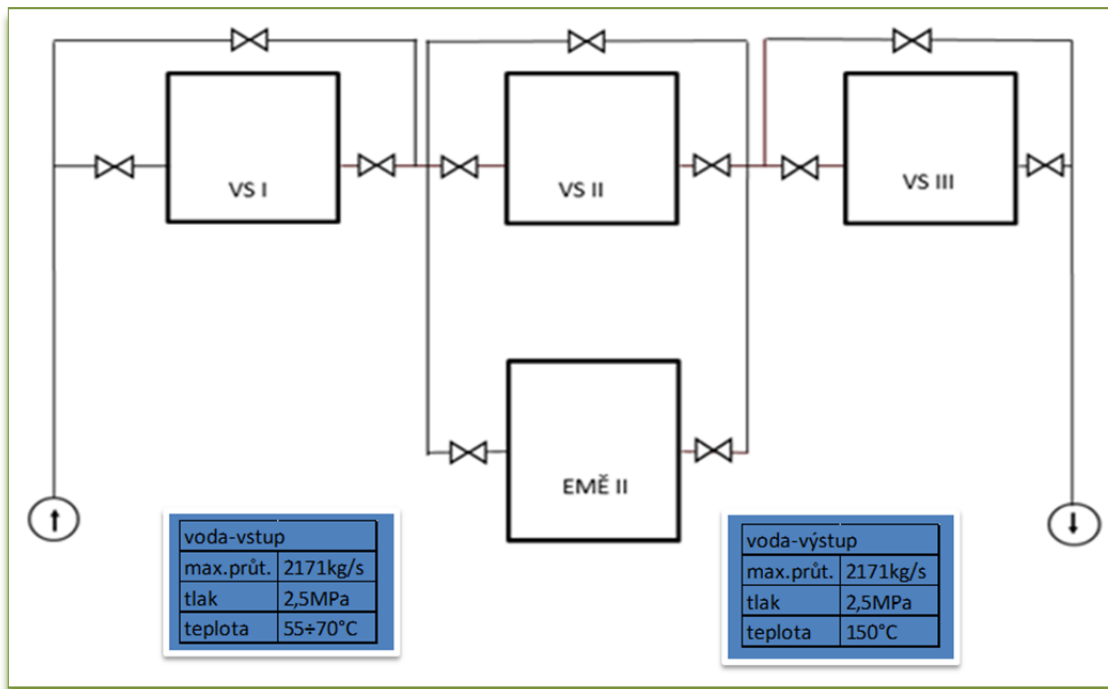 VS I
VS II
VS III
EMĚ II
voda-vstup
max.průt. 2171kg/s
tlak 2,5MPa
teplota 55÷70°C
voda-výstup
max.průt. 2171kg/s
tlak 2,5MPa
teplota 150°C